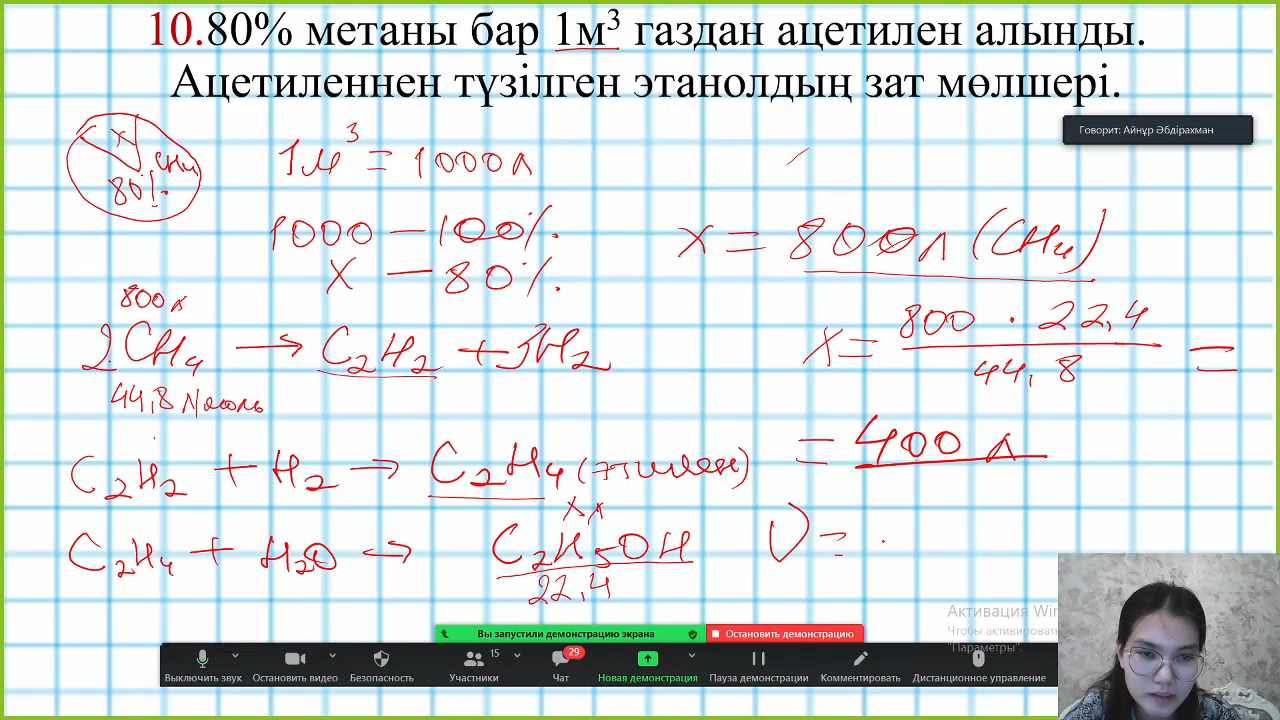 10.80% метаны бар 1м³ газдан ацетилен алынды.
Ацетиленнен түзілген этанолдың зат мөлшері.
Говорит: Айнұр Әбдірахман
x CH4
80%.
1м³ = 1000л
1000 — 100%.
x — 80%.
x = 800л (CH4)
800л
2CH4 → C2H2 + 3H2
44,8 л/моль
x = 800 · 22,4 / 44,8 =
= 400 л
C2H2 + H2 → C2H4 (этилен)
x л
C2H4 + H2O → C2H5OH
22,4
ν =
Активация Win
Чтобы активировать
"Параметры".
Вы запустили демонстрацию экрана
Остановить демонстрацию
15
29
Выключить звук
Остановить видео
Безопасность
Участники
Чат
Новая демонстрация
Пауза демонстрации
Комментировать
Дистанционное управление